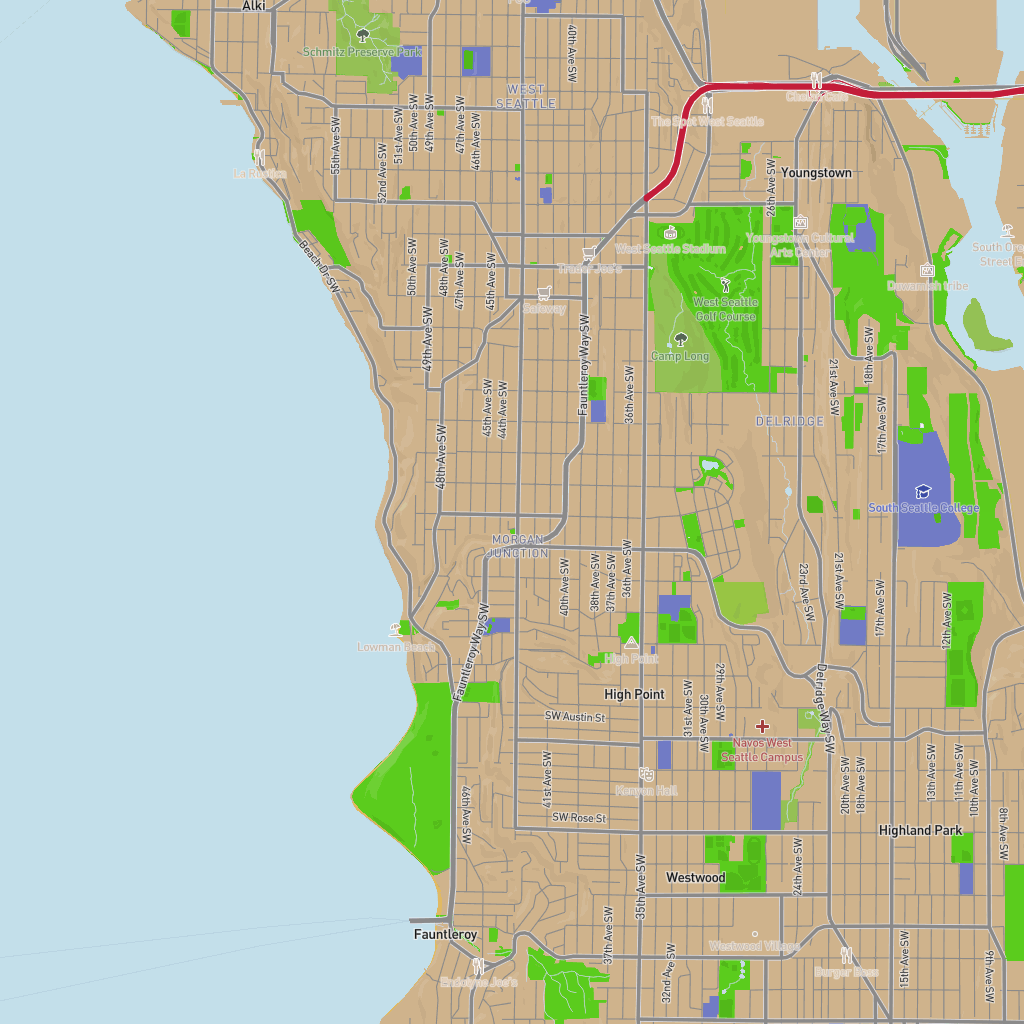 Alki
Schmitz Preserve Park
WEST
SEATTLE
40th Ave SW
Chelan Cafe
The Spot West Seattle
55th Ave SW
52nd Ave SW
51st Ave SW
50th Ave SW
49th Ave SW
47th Ave SW
46th Ave SW
La Rustica
26th Ave SW
Youngstown
Beach Dr SW
50th Ave SW
48th Ave SW
47th Ave SW
45th Ave SW
Trader Joe's
Safeway
West Seattle Stadium
Youngstown Cultural
Arts Center
Duwamish tribe
West Seattle
Golf Course
Camp Long
49th Ave SW
Fauntleroy Way SW
36th Ave SW
21st Ave SW
18th Ave SW
17th Ave SW
45th Ave SW
44th Ave SW
48th Ave SW
DELRIDGE
South Seattle College
MORGAN
JUNCTION
40th Ave SW
38th Ave SW
37th Ave SW
36th Ave SW
23rd Ave SW
21st Ave SW
17th Ave SW
12th Ave SW
Lowman Beach
Fauntleroy Way SW
High Point
High Point
SW Austin St
31st Ave SW
30th Ave SW
29th Ave SW
Delridge Way SW
Navos West
Seattle Campus
41st Ave SW
46th Ave SW
Kenyon Hall
SW Rose St
20th Ave SW
18th Ave SW
13th Ave SW
11th Ave SW
10th Ave SW
8th Ave SW
Highland Park
35th Ave SW
Westwood
24th Ave SW
Fauntleroy
Endolyne Joe's
37th Ave SW
32nd Ave SW
Westwood Village
Burger Boss
15th Ave SW
9th Ave SW